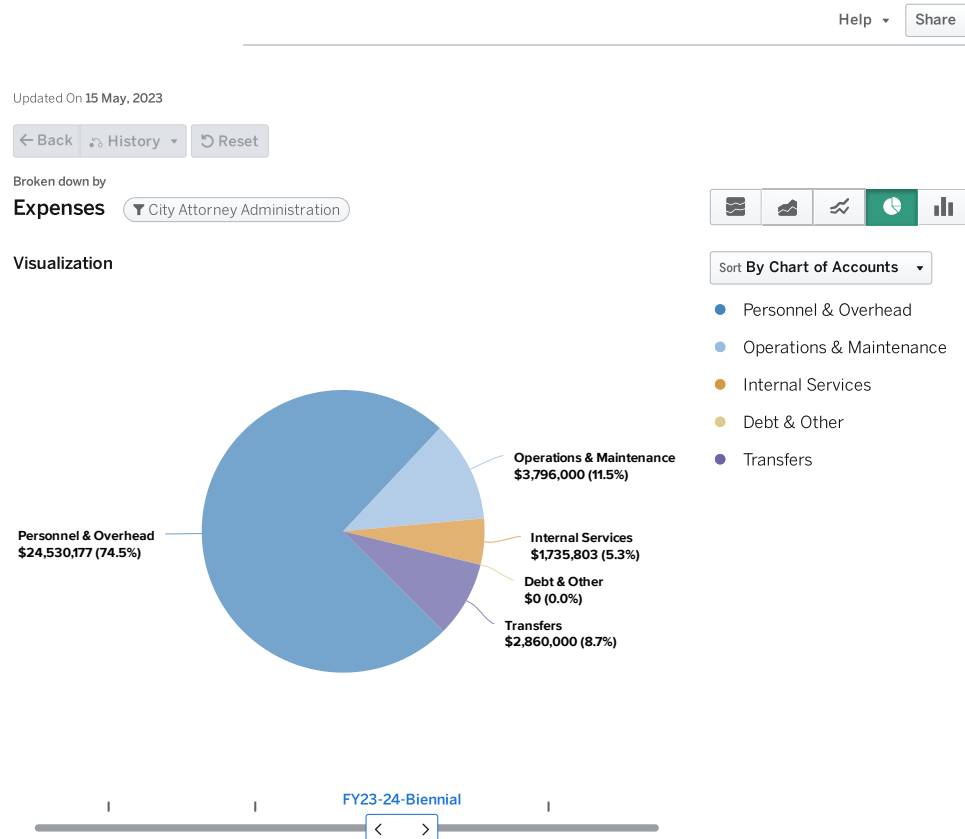 Help
Share
Updated On 15 May, 2023
Back
History
Reset
Broken down by
Expenses
City Attorney Administration
Visualization
Sort By Chart of Accounts
Personnel & Overhead
Operations & Maintenance
Internal Services
Debt & Other
Transfers
Operations & Maintenance
$3,796,000 (11.5%)
Personnel & Overhead
$24,530,177 (74.5%)
Internal Services
$1,735,803 (5.3%)
Debt & Other
$0 (0.0%)
Transfers
$2,860,000 (8.7%)
FY23-24-Biennial